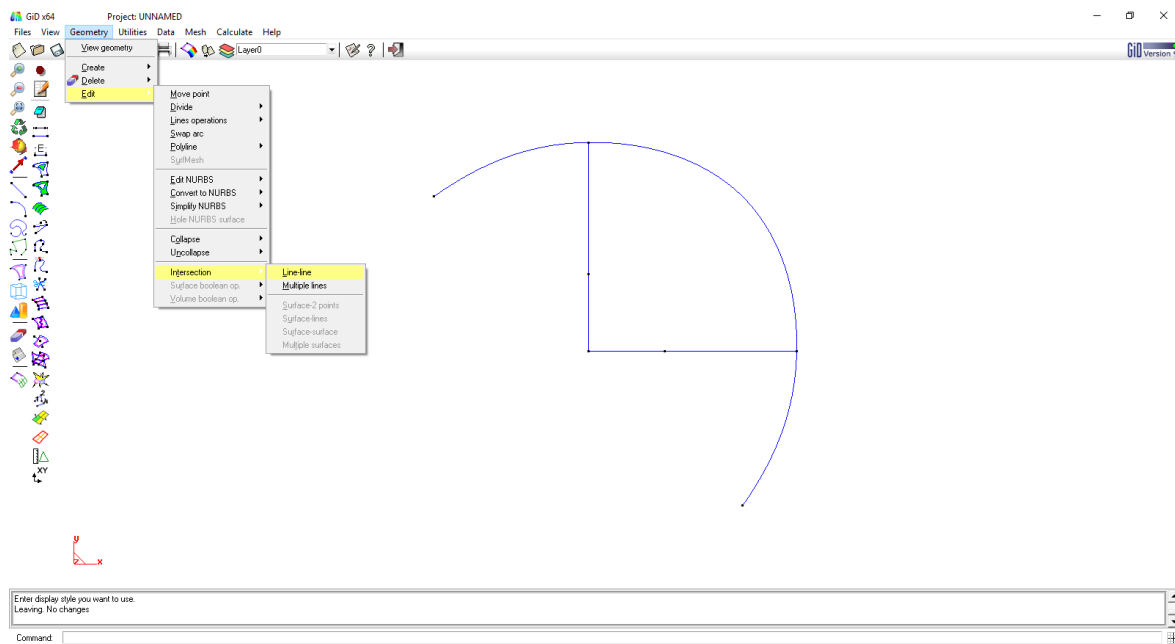 GiD x64 Project: UNNAMED
Files View Geometry Utilities Data Mesh Calculate Help
Layer0
GiD Version
View geometry
Create
Delete
Edit
Move point
Divide
Lines operations
Swap arc
Polyline
SurfMesh
Edit NURBS
Convert to NURBS
Simplify NURBS
Hole NURBS surface
Collapse
Uncollapse
Intersection
Surface boolean op.
Volume boolean op.
Line-line
Multiple lines
Surface-2 points
Surface-lines
Surface-surface
Multiple surfaces
E
XY
y
z x
Enter display style you want to use.
Leaving. No changes
Command: